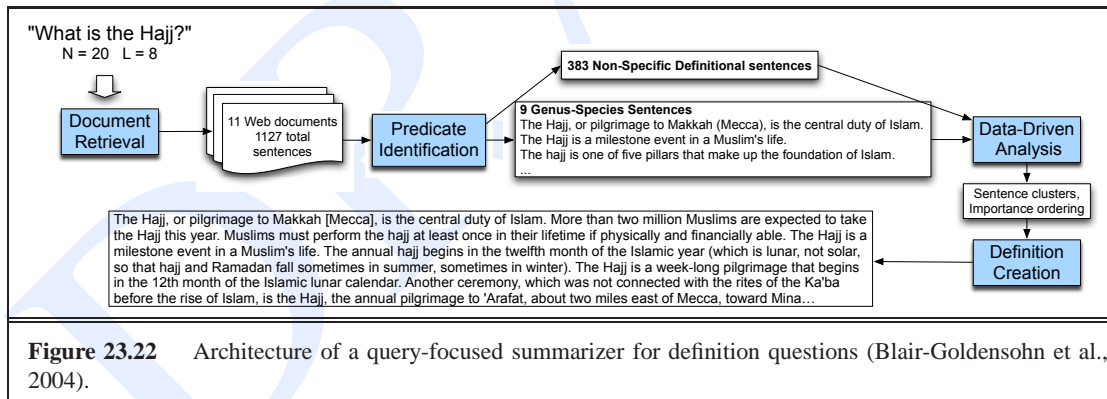 "What is the Hajj?"
N = 20 L = 8
Document
Retrieval
11 Web documents
1127 total
sentences
Predicate
Identification
383 Non-Specific Definitional sentences
9 Genus-Species Sentences
The Hajj, or pilgrimage to Makkah (Mecca), is the central duty of Islam.
The Hajj is a milestone event in a Muslim's life.
The hajj is one of five pillars that make up the foundation of Islam.
...
Data-Driven
Analysis
Sentence clusters,
Importance ordering
Definition
Creation
The Hajj, or pilgrimage to Makkah [Mecca], is the central duty of Islam. More than two million Muslims are expected to take
the Hajj this year. Muslims must perform the hajj at least once in their lifetime if physically and financially able. The Hajj is a
milestone event in a Muslim's life. The annual hajj begins in the twelfth month of the Islamic year (which is lunar, not solar,
so that hajj and Ramadan fall sometimes in summer, sometimes in winter). The Hajj is a week-long pilgrimage that begins
in the 12th month of the Islamic lunar calendar. Another ceremony, which was not connected with the rites of the Ka'ba
before the rise of Islam, is the Hajj, the annual pilgrimage to 'Arafat, about two miles east of Mecca, toward Mina…
Figure 23.22 Architecture of a query-focused summarizer for definition questions (Blair-Goldensohn et al.,
2004).